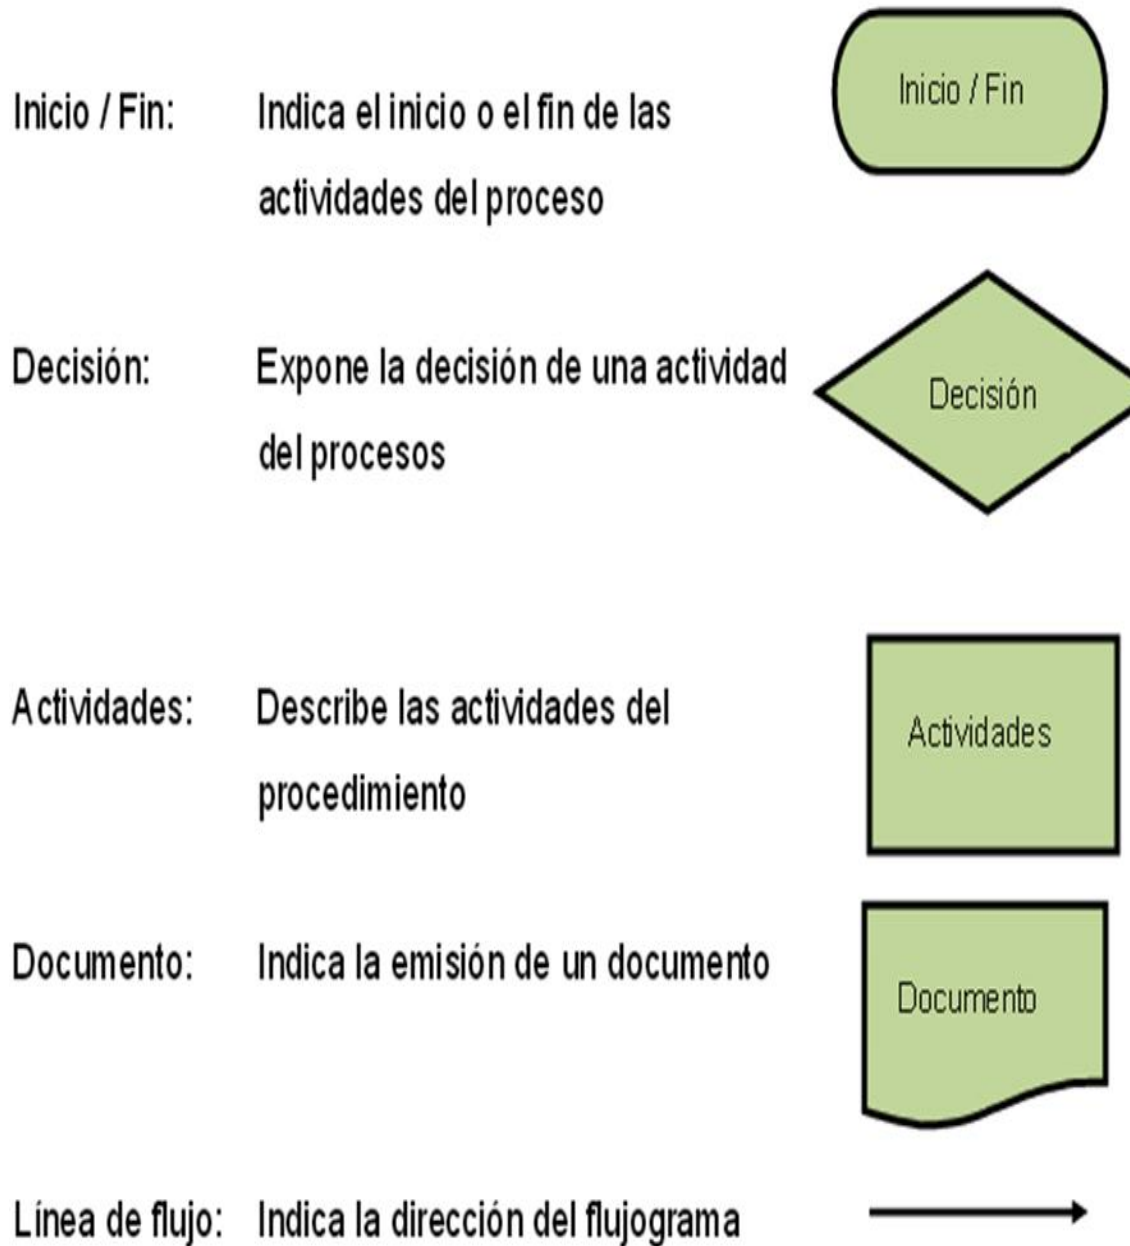 Inicio / Fin: Indica el inicio o el fin de las
actividades del proceso
Inicio / Fin
Decisión: Expone la decisión de una actividad
del procesos
Decisión
Actividades: Describe las actividades del
procedimiento
Actividades
Documento: Indica la emisión de un documento
Documento
Línea de flujo: Indica la dirección del flujograma